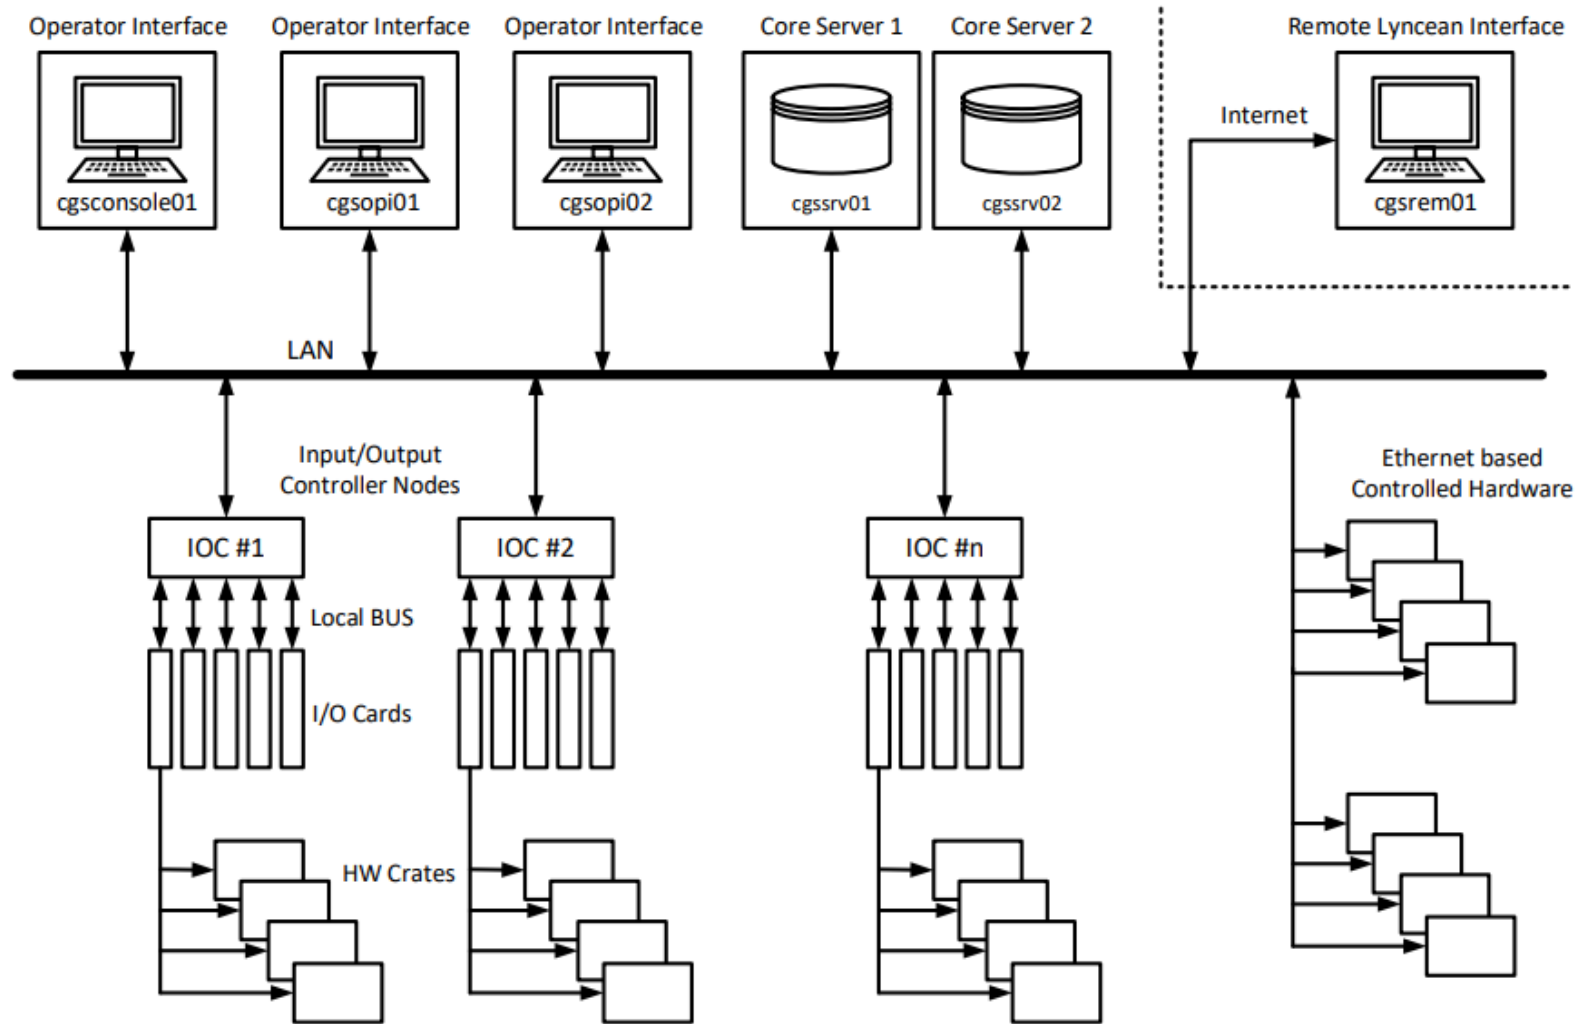 Operator Interface
Operator Interface
Operator Interface
Core Server 1
Core Server 2
Remote Lyncean Interface
Internet
cgsconsole01
cgsopi01
cgsopi02
cgssrv01
cgssrv02
cgsrem01
LAN
Input/Output
Controller Nodes
Ethernet based
Controlled Hardware
IOC #1
IOC #2
IOC #n
Local BUS
I/O Cards
HW Crates